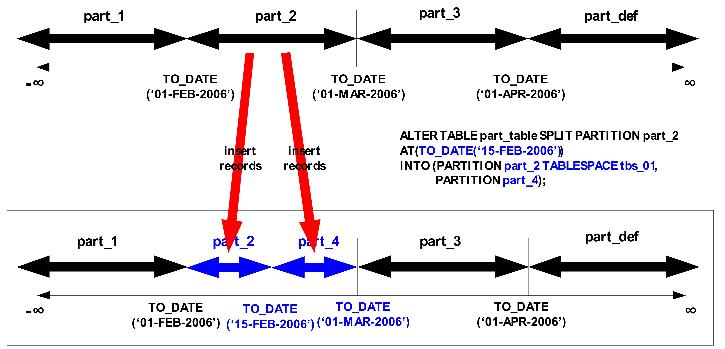 part_1 part_2 part_3 part_def
-∞ TO_DATE TO_DATE TO_DATE ∞
('01-FEB-2006') ('01-MAR-2006') ('01-APR-2006')
ALTER TABLE part_table SPLIT PARTITION part_2
AT(TO_DATE('15-FEB-2006'))
INTO (PARTITION part_2 TABLESPACE tbs_01,
PARTITION part_4);
insert insert
records records
part_1 part_2 part_4 part_3 part_def
-∞ TO_DATE TO_DATE TO_DATE TO_DATE ∞
('01-FEB-2006') ('15-FEB-2006') ('01-MAR-2006') ('01-APR-2006')